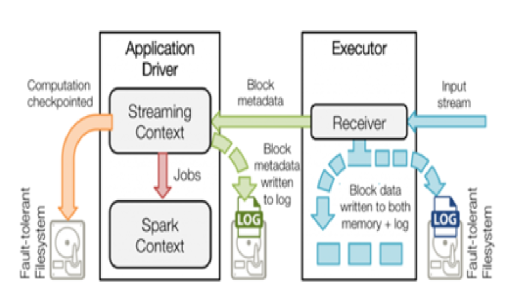 Application
Driver
Executor
Computation
checkpointed
Block
metadata
Input
stream
Streaming
Context
Receiver
Jobs
Block
metadata
written
to log
Block data
written to both
memory + log
Spark
Context
LOG
LOG
Fault-tolerant
Filesystem
Fault-tolerant
Filesystem